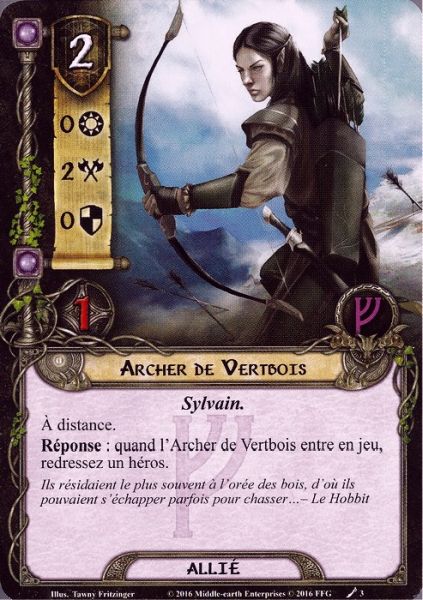 2
0
2
0
1
Archer de Vertbois
Sylvain.
À distance.
Réponse : quand l'Archer de Vertbois entre en jeu,
redressez un héros.
Ils résidaient le plus souvent à l'orée des bois, d'où ils
pouvaient s'échapper parfois pour chasser…– Le Hobbit
Allié
Illus. Tawny Fritzinger © 2016 Middle-earth Enterprises © 2016 FFG 3